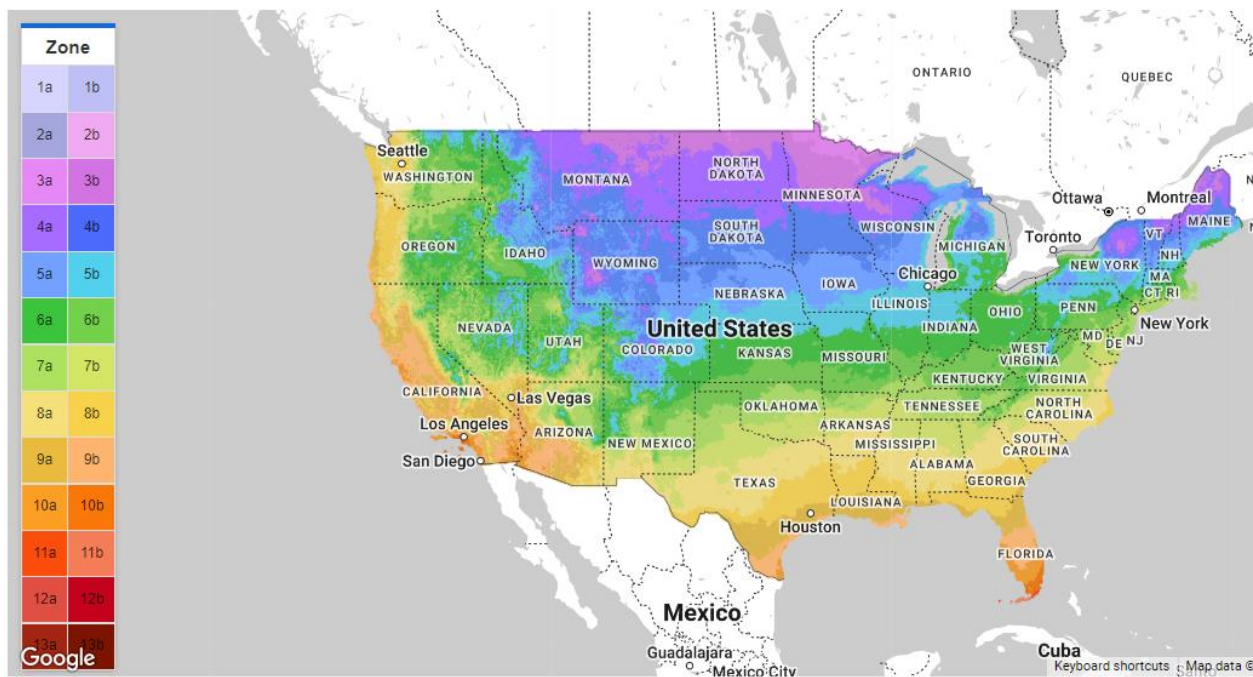 Zone
1a 1b
2a 2b
3a 3b
4a 4b
5a 5b
6a 6b
7a 7b
8a 8b
9a 9b
10a 10b
11a 11b
12a 12b
13a 13b
Google
ONTARIO
QUEBEC
Seattle
WASHINGTON
MONTANA
NORTH
DAKOTA
MINNESOTA
Ottawa
Montreal
MAINE
OREGON
IDAHO
WYOMING
SOUTH
DAKOTA
WISCONSIN
MICHIGAN
Toronto
VT
NH
NEW YORK
MA
CT RI
Chicago
NEBRASKA
IOWA
ILLINOIS
INDIANA
OHIO
PENN
New York
NEVADA
UTAH
COLORADO
United States
KANSAS
MISSOURI
WEST
VIRGINIA
MD
DE
NJ
KENTUCKY
VIRGINIA
CALIFORNIA
Las Vegas
OKLAHOMA
TENNESSEE
NORTH
CAROLINA
Los Angeles
ARIZONA
NEW MEXICO
ARKANSAS
MISSISSIPPI
SOUTH
CAROLINA
San Diego
ALABAMA
TEXAS
GEORGIA
LOUISIANA
Houston
FLORIDA
Mexico
Guadalajara
Mexico City
Cuba
Keyboard shortcuts
Map data ©